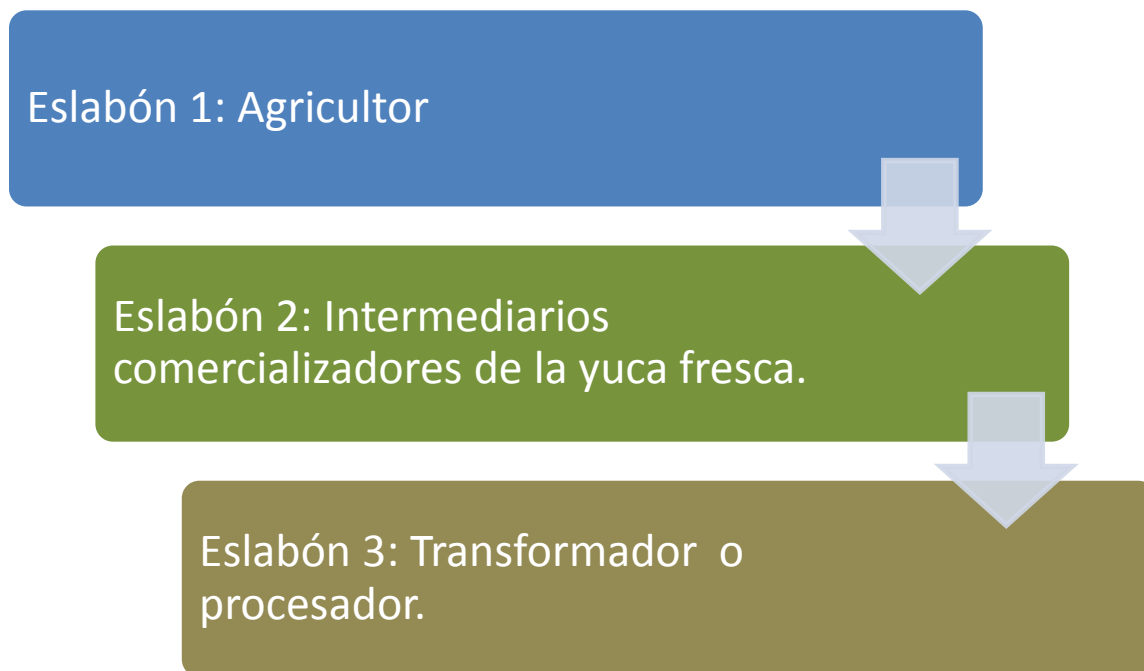 Eslabón 1: Agricultor
Eslabón 2: Intermediarios
comercializadores de la yuca fresca.
Eslabón 3: Transformador  o
procesador.